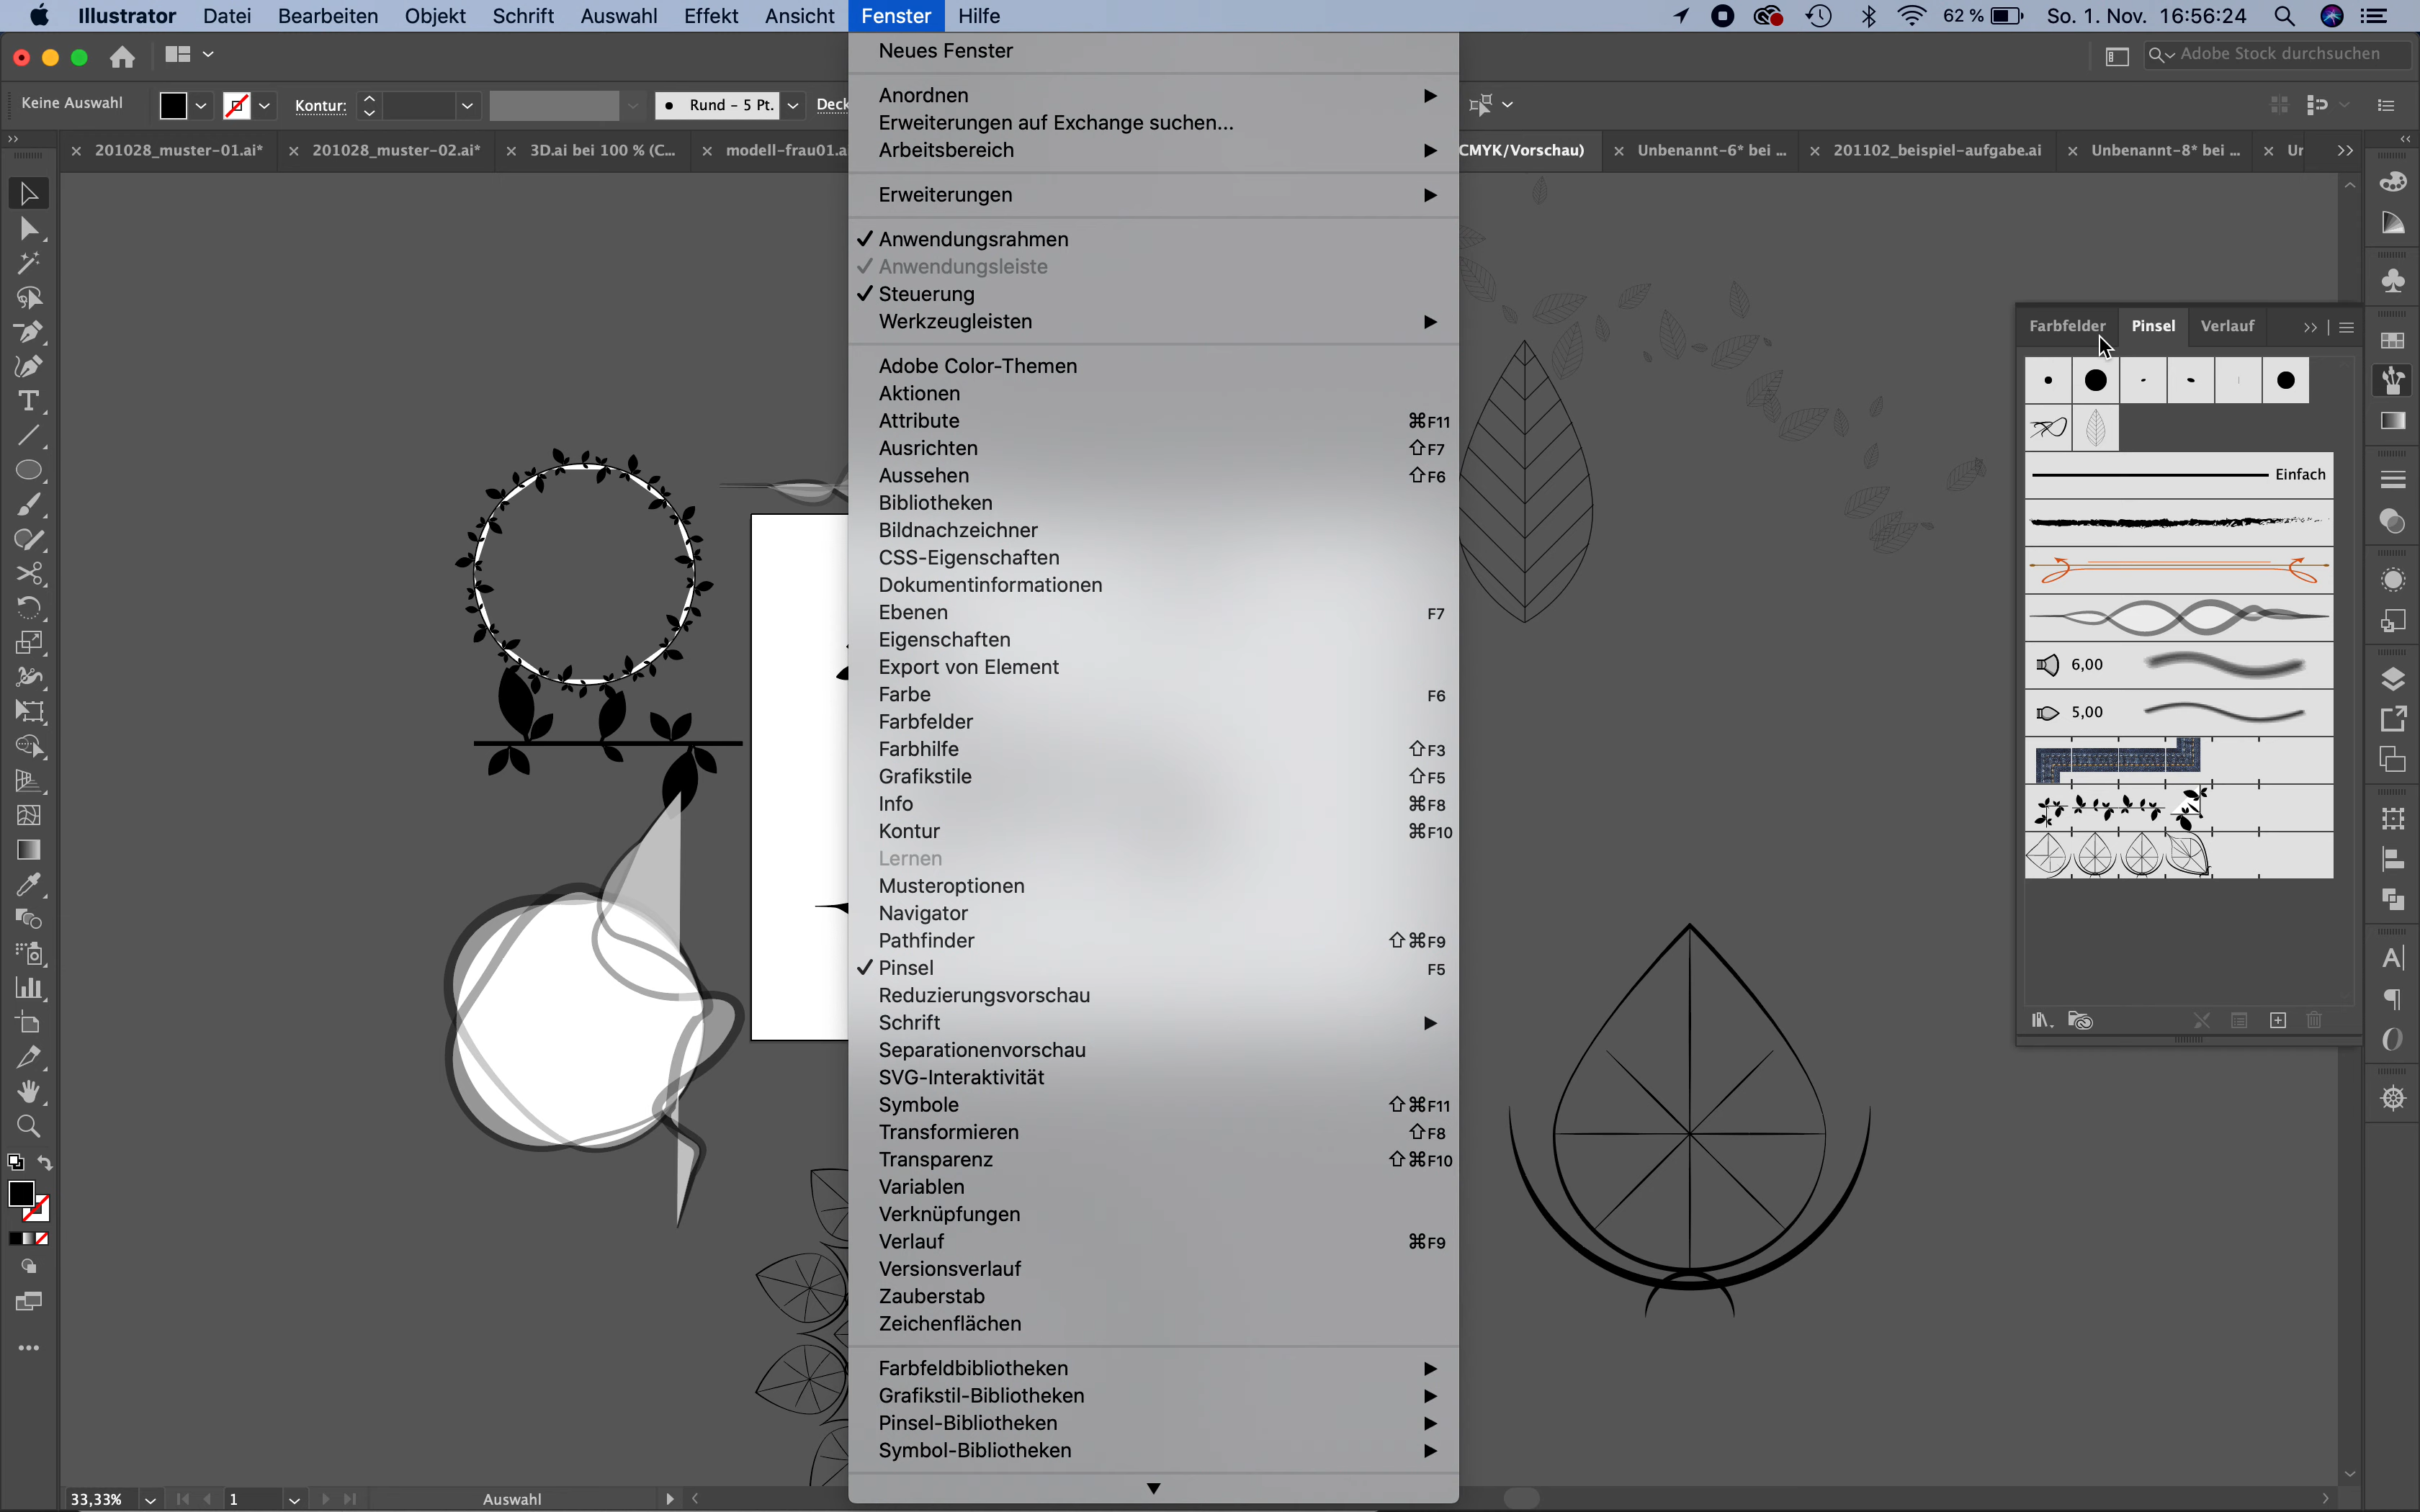 Illustrator Datei Bearbeiten Objekt Schrift Auswahl Effekt Ansicht Fenster Hilfe 62 % So. 1. Nov. 16:56:24
Adobe Stock durchsuchen
Keine Auswahl Kontur: Rund - 5 Pt. Deck
201028_muster-01.ai* 201028_muster-02.ai* 3D.ai bei 100 % (C... modell-frau01.a CMYK/Vorschau) Unbenannt-6* bei ... 201102_beispiel-aufgabe.ai Unbenannt-8* bei ... Ur
Neues Fenster
Anordnen
Erweiterungen auf Exchange suchen...
Arbeitsbereich
Erweiterungen
Anwendungsrahmen
Anwendungsleiste
Steuerung
Werkzeugleisten
Adobe Color-Themen
Aktionen
Attribute ⌘F11
Ausrichten ⇧F7
Aussehen ⇧F6
Bibliotheken
Bildnachzeichner
CSS-Eigenschaften
Dokumentinformationen
Ebenen F7
Eigenschaften
Export von Element
Farbe F6
Farbfelder
Farbhilfe ⇧F3
Grafikstile ⇧F5
Info ⌘F8
Kontur ⌘F10
Lernen
Musteroptionen
Navigator
Pathfinder ⇧⌘F9
Pinsel F5
Reduzierungsvorschau
Schrift
Separationenvorschau
SVG-Interaktivität
Symbole ⇧⌘F11
Transformieren ⇧F8
Transparenz ⇧⌘F10
Variablen
Verknüpfungen
Verlauf ⌘F9
Versionsverlauf
Zauberstab
Zeichenflächen
Farbfeldbibliotheken
Grafikstil-Bibliotheken
Pinsel-Bibliotheken
Symbol-Bibliotheken
Farbfelder Pinsel Verlauf
Einfach
6,00
5,00
33,33% 1 Auswahl